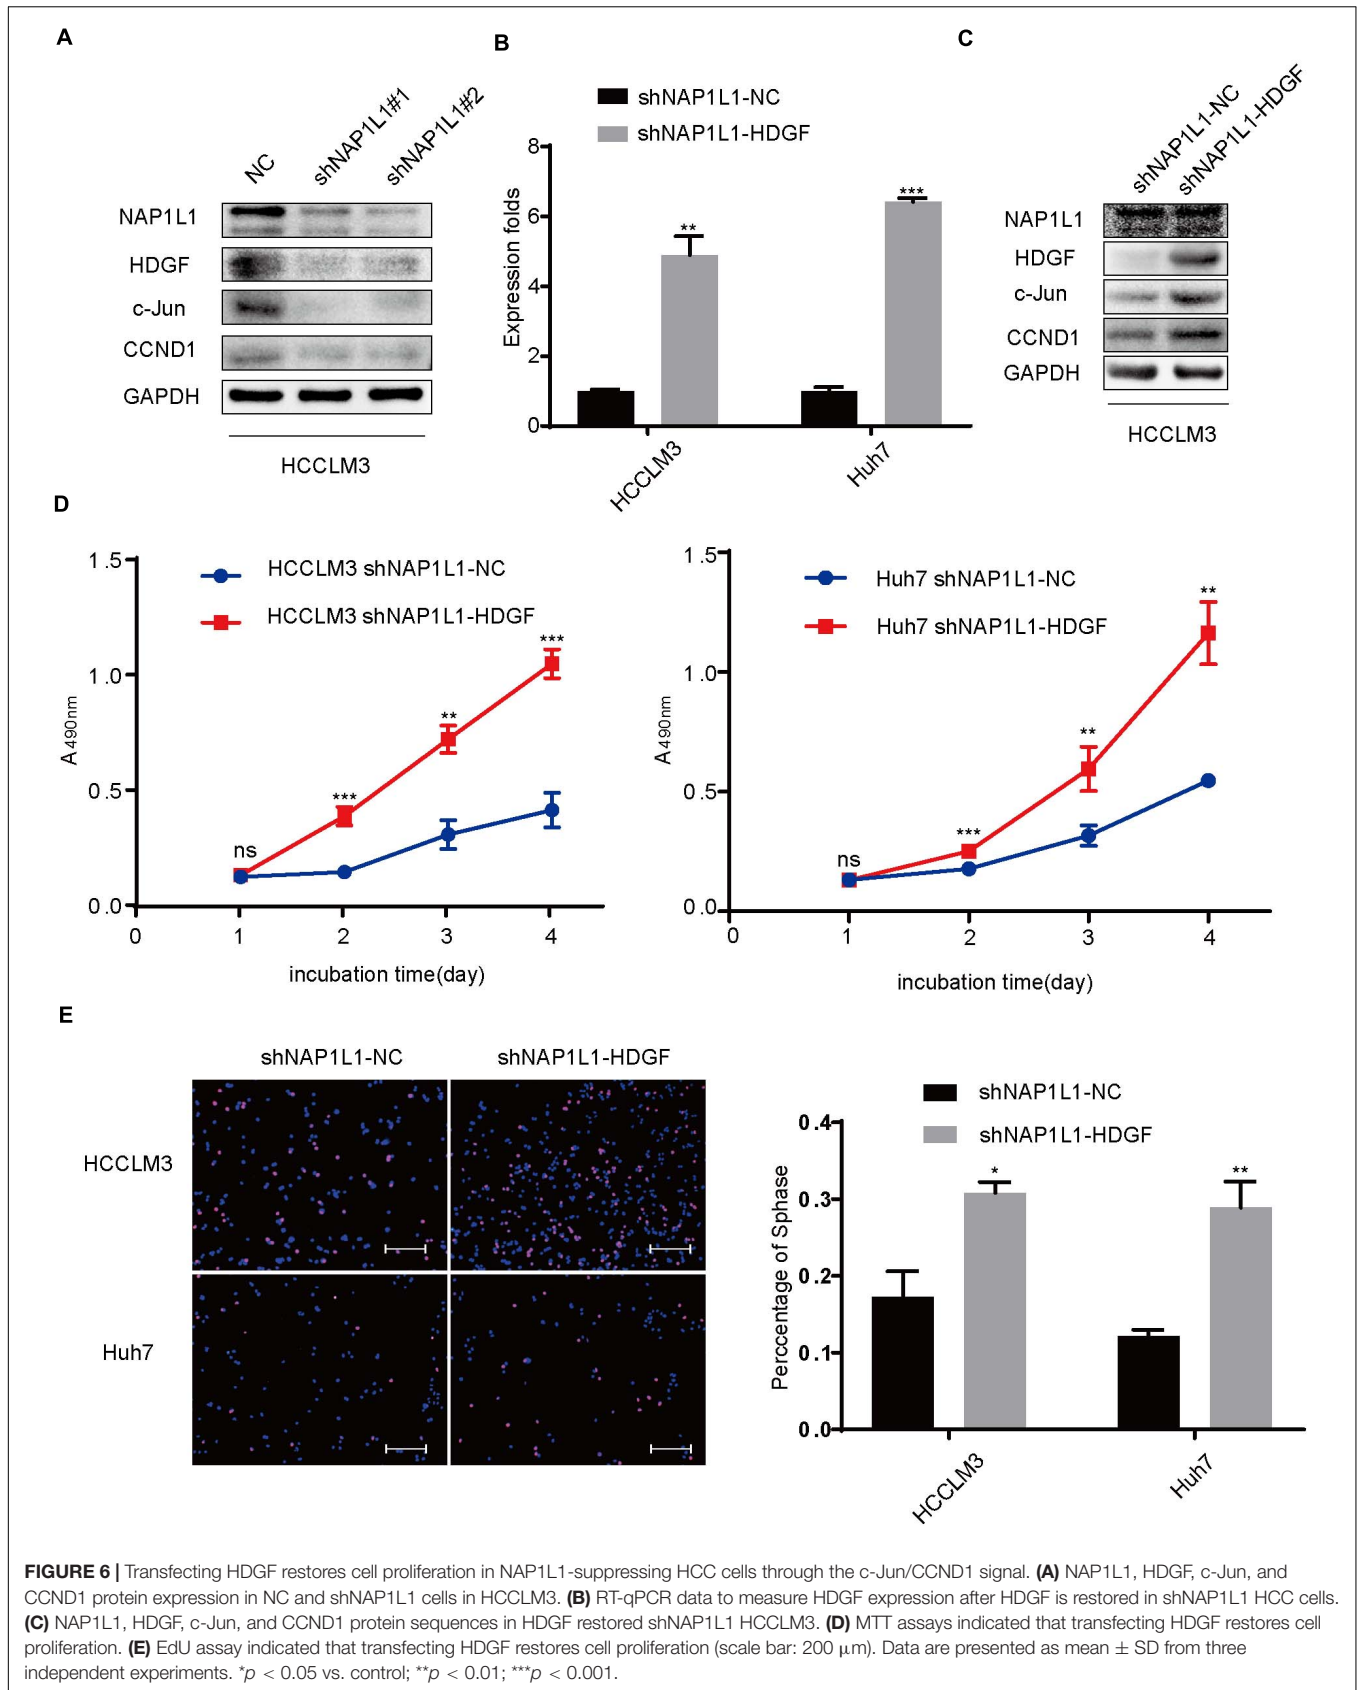 A
NC
shNAP1L1#1
shNAP1L1#2
NAP1L1
HDGF
c-Jun
CCND1
GAPDH
HCCLM3
B
shNAP1L1-NC
shNAP1L1-HDGF
Expression folds
8
6
4
2
0
**
***
HCCLM3
Huh7
C
shNAP1L1-NC
shNAP1L1-HDGF
NAP1L1
HDGF
c-Jun
CCND1
GAPDH
HCCLM3
D
HCCLM3 shNAP1L1-NC
HCCLM3 shNAP1L1-HDGF
A490nm
1.5
1.0
0.5
0.0
ns
***
**
***
0 1 2 3 4
incubation time(day)
Huh7 shNAP1L1-NC
Huh7 shNAP1L1-HDGF
A490nm
1.5
1.0
0.5
0.0
ns
***
**
**
0 1 2 3 4
incubation time(day)
E
shNAP1L1-NC shNAP1L1-HDGF
HCCLM3
Huh7
shNAP1L1-NC
shNAP1L1-HDGF
Perccentage of Sphase
0.4
0.3
0.2
0.1
0.0
*
**
HCCLM3
Huh7
FIGURE 6 | Transfecting HDGF restores cell proliferation in NAP1L1-suppressing HCC cells through the c-Jun/CCND1 signal. (A) NAP1L1, HDGF, c-Jun, and
CCND1 protein expression in NC and shNAP1L1 cells in HCCLM3. (B) RT-qPCR data to measure HDGF expression after HDGF is restored in shNAP1L1 HCC cells.
(C) NAP1L1, HDGF, c-Jun, and CCND1 protein sequences in HDGF restored shNAP1L1 HCCLM3. (D) MTT assays indicated that transfecting HDGF restores cell
proliferation. (E) EdU assay indicated that transfecting HDGF restores cell proliferation (scale bar: 200 μm). Data are presented as mean ± SD from three
independent experiments. *p < 0.05 vs. control; **p < 0.01; ***p < 0.001.